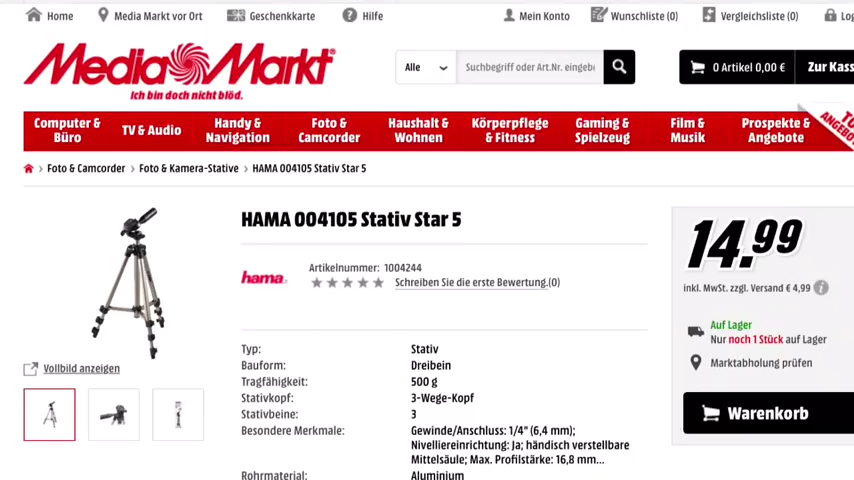 Home Media Markt vor Ort Geschenkkarte Hilfe Mein Konto Wunschliste (0) Vergleichsliste (0) Log
Media Markt
Ich bin doch nicht blöd.
Alle Suchbegriff oder Art.Nr. eingebe 0 Artikel 0,00 € Zur Kass
Computer & Büro
TV & Audio
Handy & Navigation
Foto & Camcorder
Haushalt & Wohnen
Körperpflege & Fitness
Gaming & Spielzeug
Film & Musik
Prospekte & Angebote
TO
ANGEBO
Foto & Camcorder > Foto & Kamera-Stative > HAMA 004105 Stativ Star 5
HAMA 004105 Stativ Star 5
hama.
Artikelnummer: 1004244
Schreiben Sie die erste Bewertung.(0)
14.99
inkl. MwSt. zzgl. Versand € 4,99 i
Auf Lager
Nur noch 1 Stück auf Lager
Marktabholung prüfen
Warenkorb
Vollbild anzeigen
Typ: Stativ
Bauform: Dreibein
Tragfähigkeit: 500 g
Stativkopf: 3-Wege-Kopf
Stativbeine: 3
Besondere Merkmale: Gewinde/Anschluss: 1/4" (6,4 mm);
Nivelliereinrichtung: Ja; händisch verstellbare
Mittelsäule; Max. Profilstärke: 16,8 mm...
Rohrmaterial: Aluminium